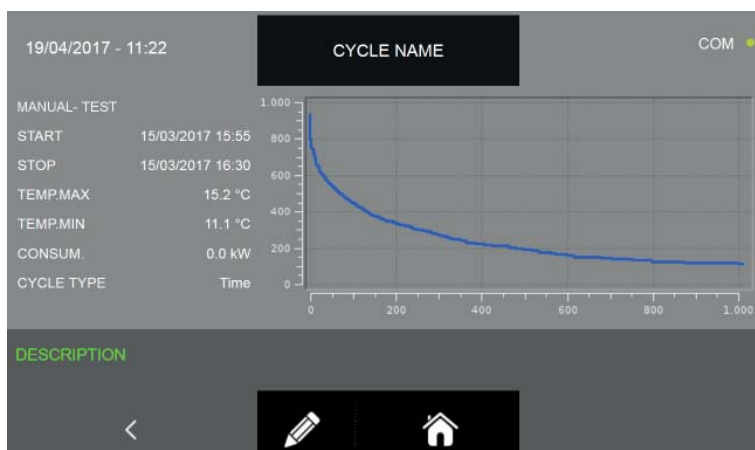 19/04/2017 - 11:22
CYCLE NAME
COM
MANUAL- TEST
START 15/03/2017 15:55
STOP 15/03/2017 16:30
TEMP.MAX 15.2 °C
TEMP.MIN 11.1 °C
CONSUM. 0.0 kW
CYCLE TYPE Time
1.000
800
600
400
200
0
0 200 400 600 800 1.000
DESCRIPTION